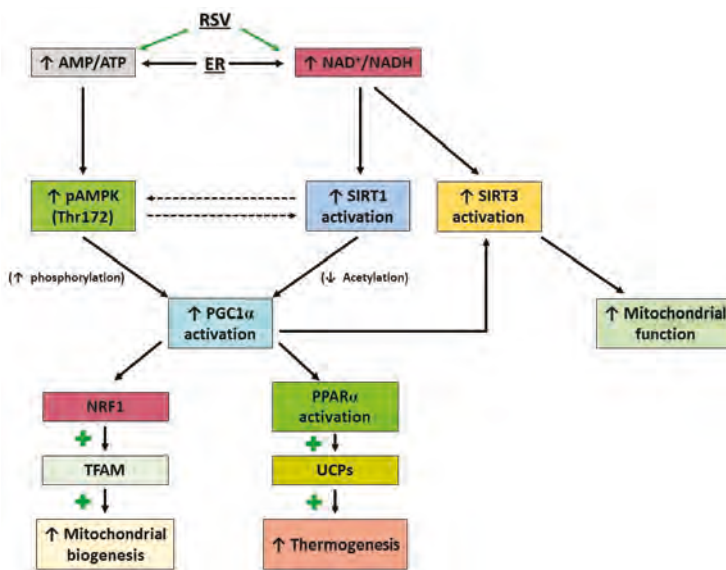 RSV
↑ AMP/ATP
ER
↑ NAD⁺/NADH
↑ pAMPK
(Thr172)
↑ SIRT1
activation
↑ SIRT3
activation
(↑ phosphorylation)
(↓ Acetylation)
↑ PGC1α
activation
↑ Mitochondrial
function
NRF1
PPARα
activation
+
+
TFAM
UCPs
+
+
↑ Mitochondrial
biogenesis
↑ Thermogenesis